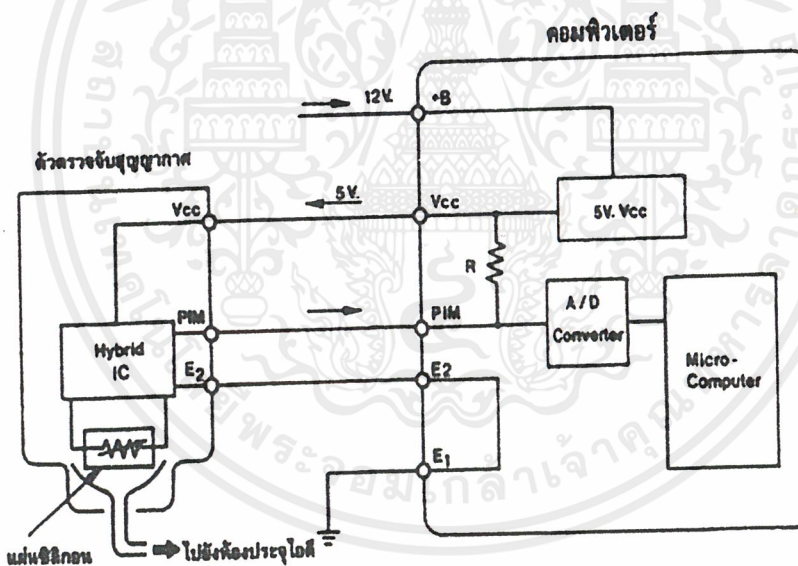 คอมพิวเตอร์
12V. +B
ตัวตรวจจับสุญญากาศ
Vcc
5V.
Vcc
5V. Vcc
R
PIM
PIM
A/D
Converter
Micro-
Computer
Hybrid
IC
E2
E2
E1
แผ่นซิลิกอน
ไปยังห้องประจุไอดี